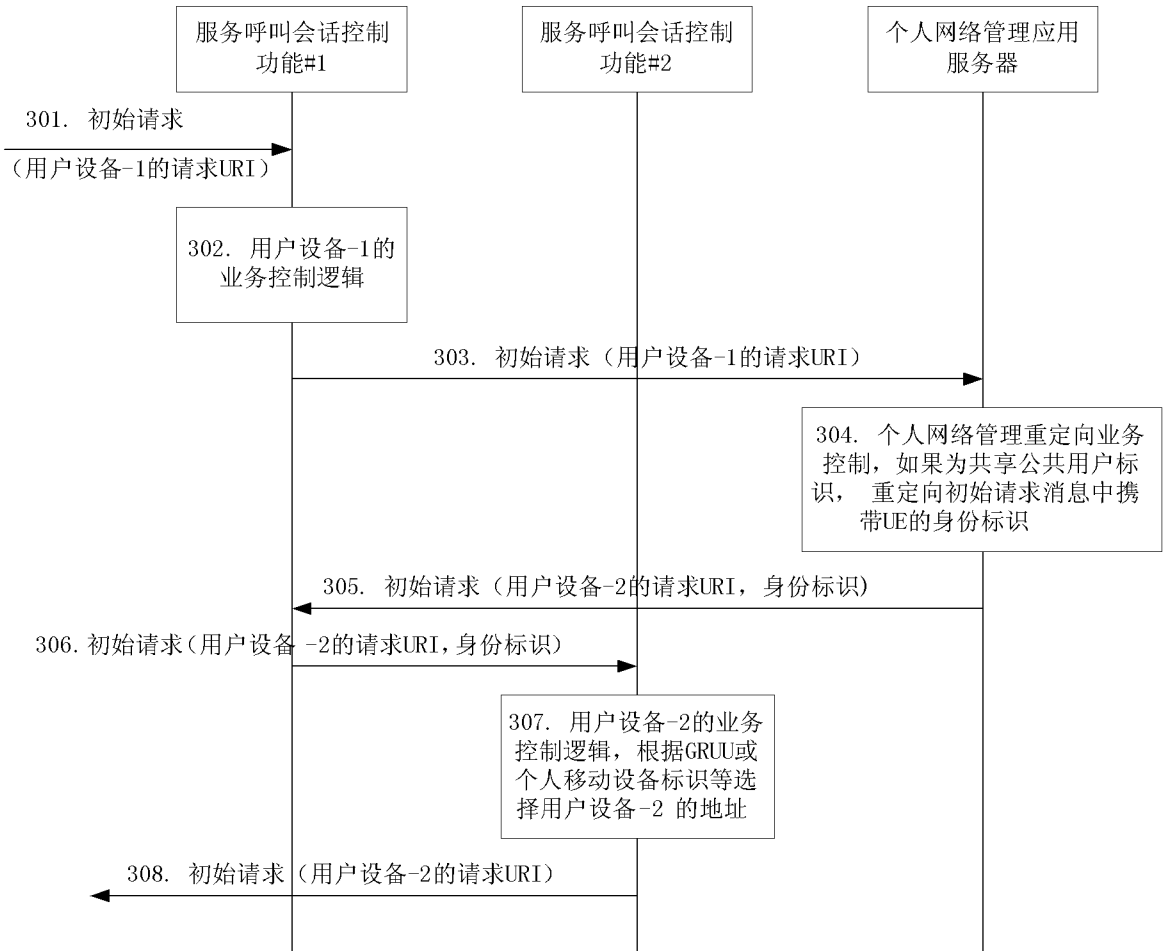 服务呼叫会话控制
功能#1
服务呼叫会话控制
功能#2
个人网络管理应用
服务器
301. 初始请求
（用户设备-1的请求URI）
302. 用户设备-1的
业务控制逻辑
303. 初始请求（用户设备-1的请求URI）
304. 个人网络管理重定向业务
控制，如果为共享公共用户标
识， 重定向初始请求消息中携
带UE的身份标识
305. 初始请求（用户设备-2的请求URI，身份标识)
306.初始请求(用户设备 -2的请求URI,身份标识)
307. 用户设备-2的业务
控制逻辑，根据GRUU或
个人移动设备标识等选
择用户设备-2 的地址
308. 初始请求（用户设备-2的请求URI）